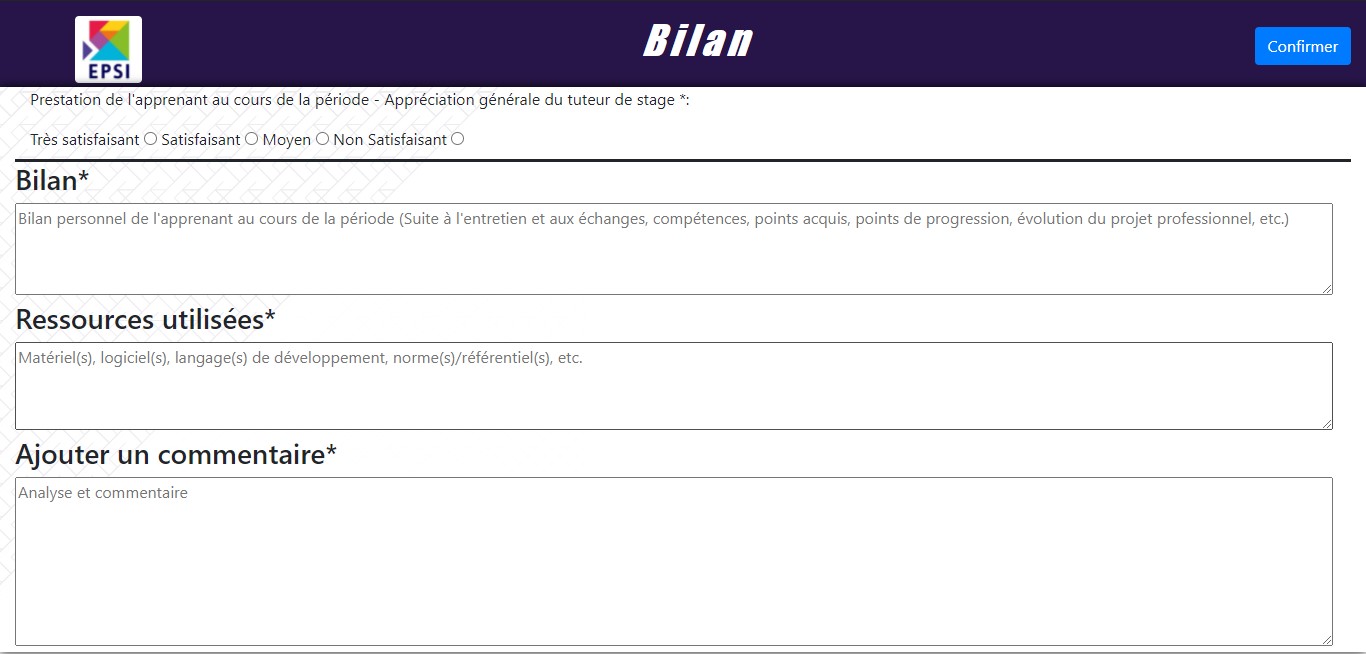 EPSI
Bilan
Confirmer
Prestation de l'apprenant au cours de la période - Appréciation générale du tuteur de stage *:
Très satisfaisant Satisfaisant Moyen Non Satisfaisant
Bilan*
Bilan personnel de l'apprenant au cours de la période (Suite à l'entretien et aux échanges, compétences, points acquis, points de progression, évolution du projet professionnel, etc.)
Ressources utilisées*
Matériel(s), logiciel(s), langage(s) de développement, norme(s)/référentiel(s), etc.
Ajouter un commentaire*
Analyse et commentaire